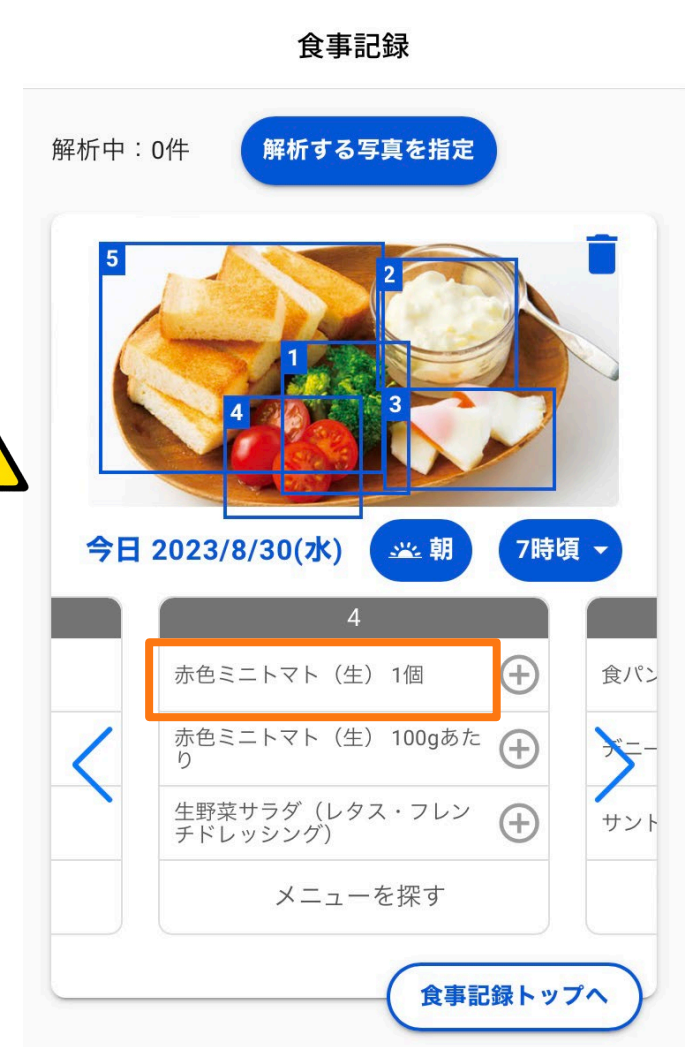 食事記録
解析中：0件
解析する写真を指定
5
2
1
4
3
今日 2023/8/30(水)
朝
7時頃
4
赤色ミニトマト（生） 1個
食パン
赤色ミニトマト（生） 100gあた
り
デニー
生野菜サラダ（レタス・フレン
チドレッシング）
サント
メニューを探す
食事記録トップへ